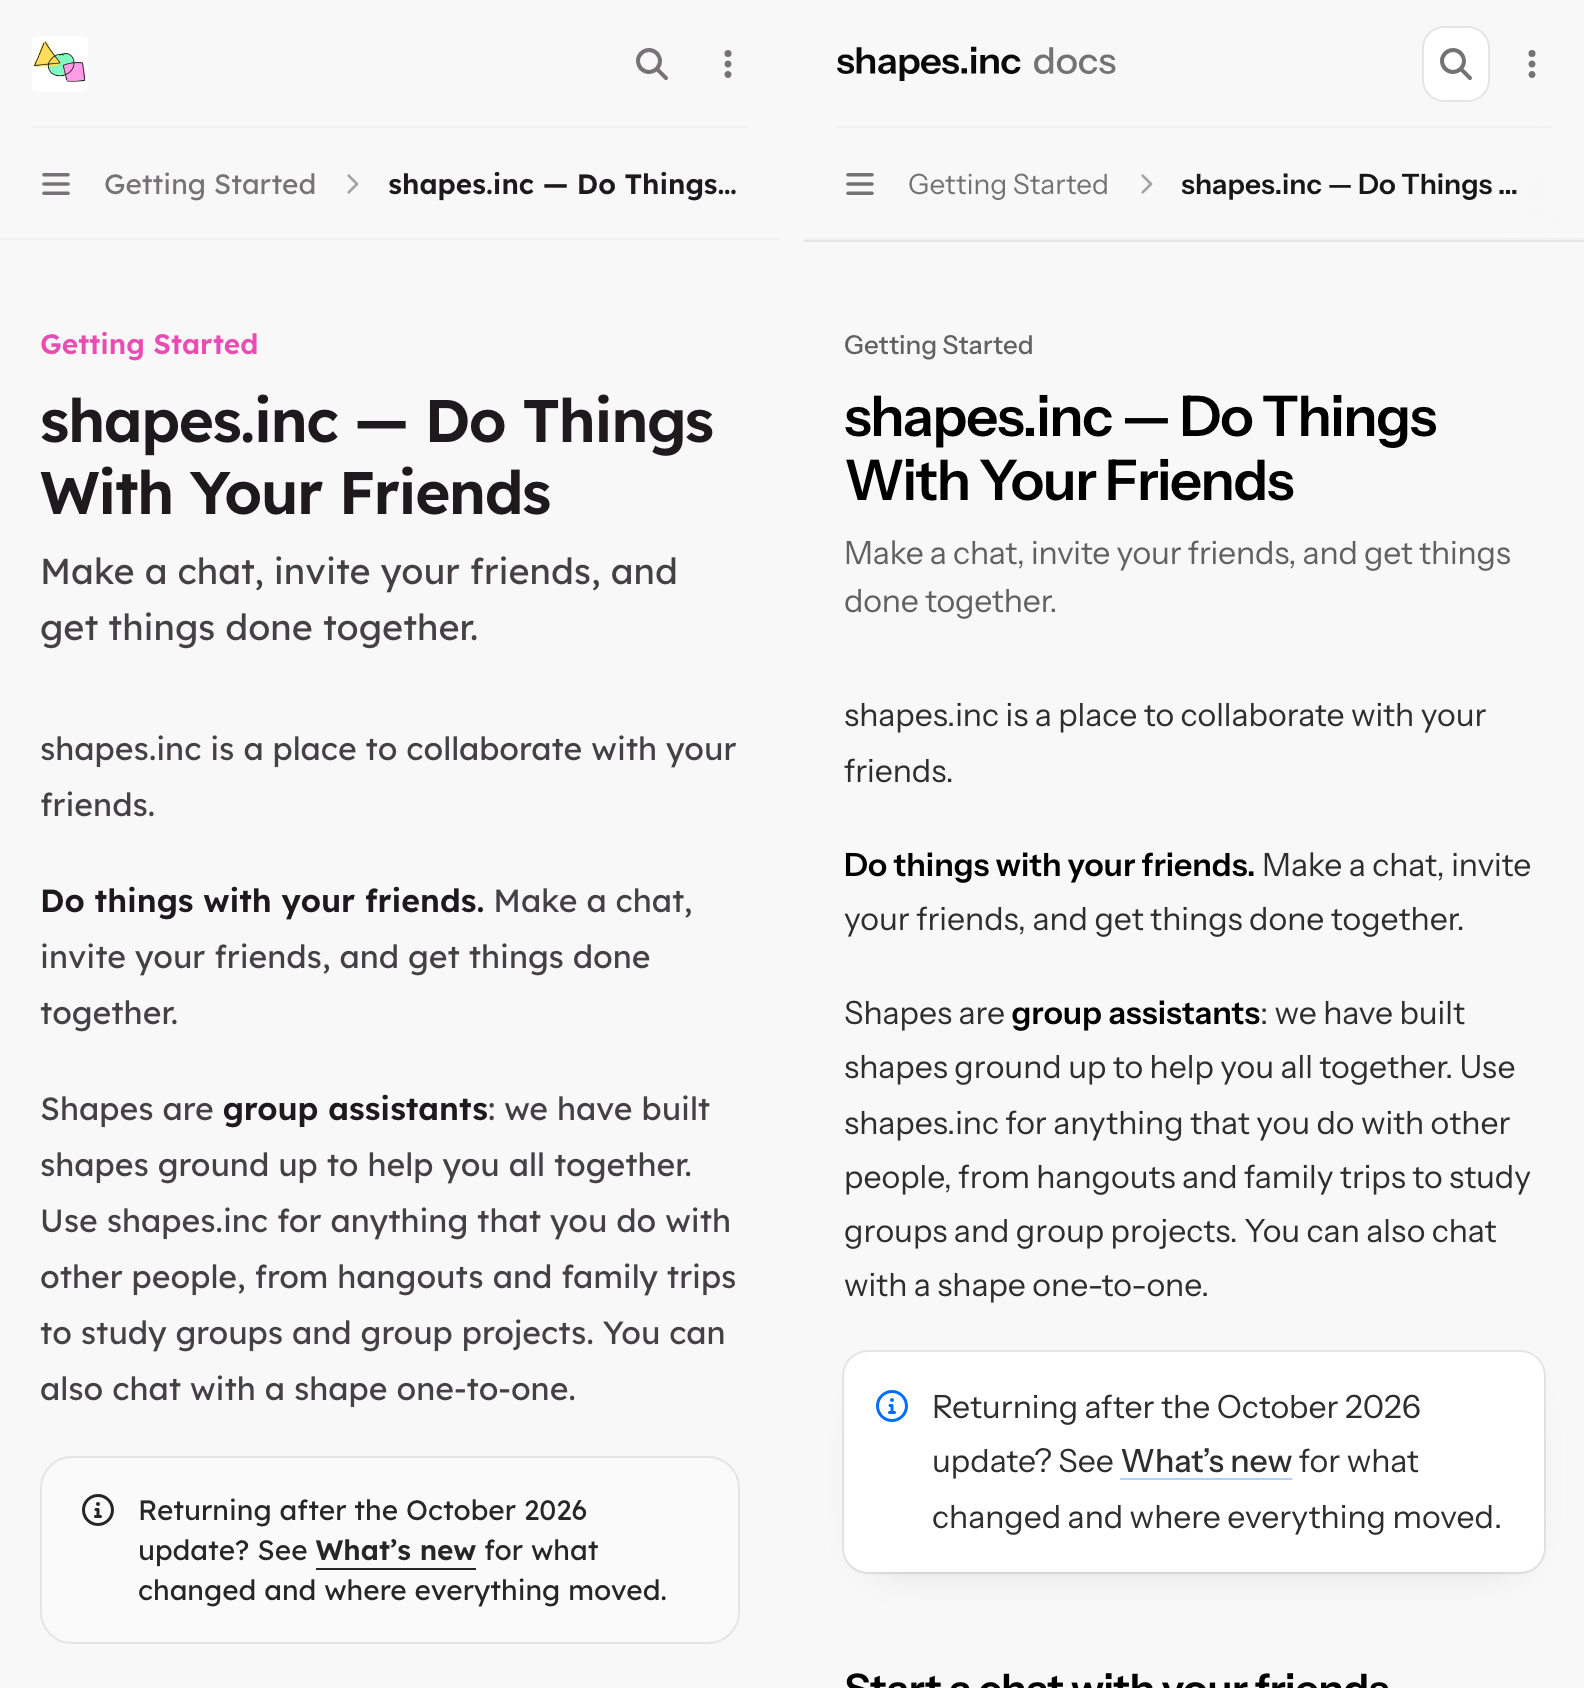 Getting Started > shapes.inc — Do Things...
Getting Started
shapes.inc — Do Things
With Your Friends
Make a chat, invite your friends, and
get things done together.
shapes.inc is a place to collaborate with your
friends.
Do things with your friends. Make a chat,
invite your friends, and get things done
together.
Shapes are group assistants: we have built
shapes ground up to help you all together.
Use shapes.inc for anything that you do with
other people, from hangouts and family trips
to study groups and group projects. You can
also chat with a shape one-to-one.
Returning after the October 2026
update? See What’s new for what
changed and where everything moved.
shapes.inc docs
Getting Started > shapes.inc — Do Things ...
Getting Started
shapes.inc — Do Things
With Your Friends
Make a chat, invite your friends, and get things
done together.
shapes.inc is a place to collaborate with your
friends.
Do things with your friends. Make a chat, invite
your friends, and get things done together.
Shapes are group assistants: we have built
shapes ground up to help you all together. Use
shapes.inc for anything that you do with other
people, from hangouts and family trips to study
groups and group projects. You can also chat
with a shape one-to-one.
Returning after the October 2026
update? See What’s new for what
changed and where everything moved.
Start a chat with your friends